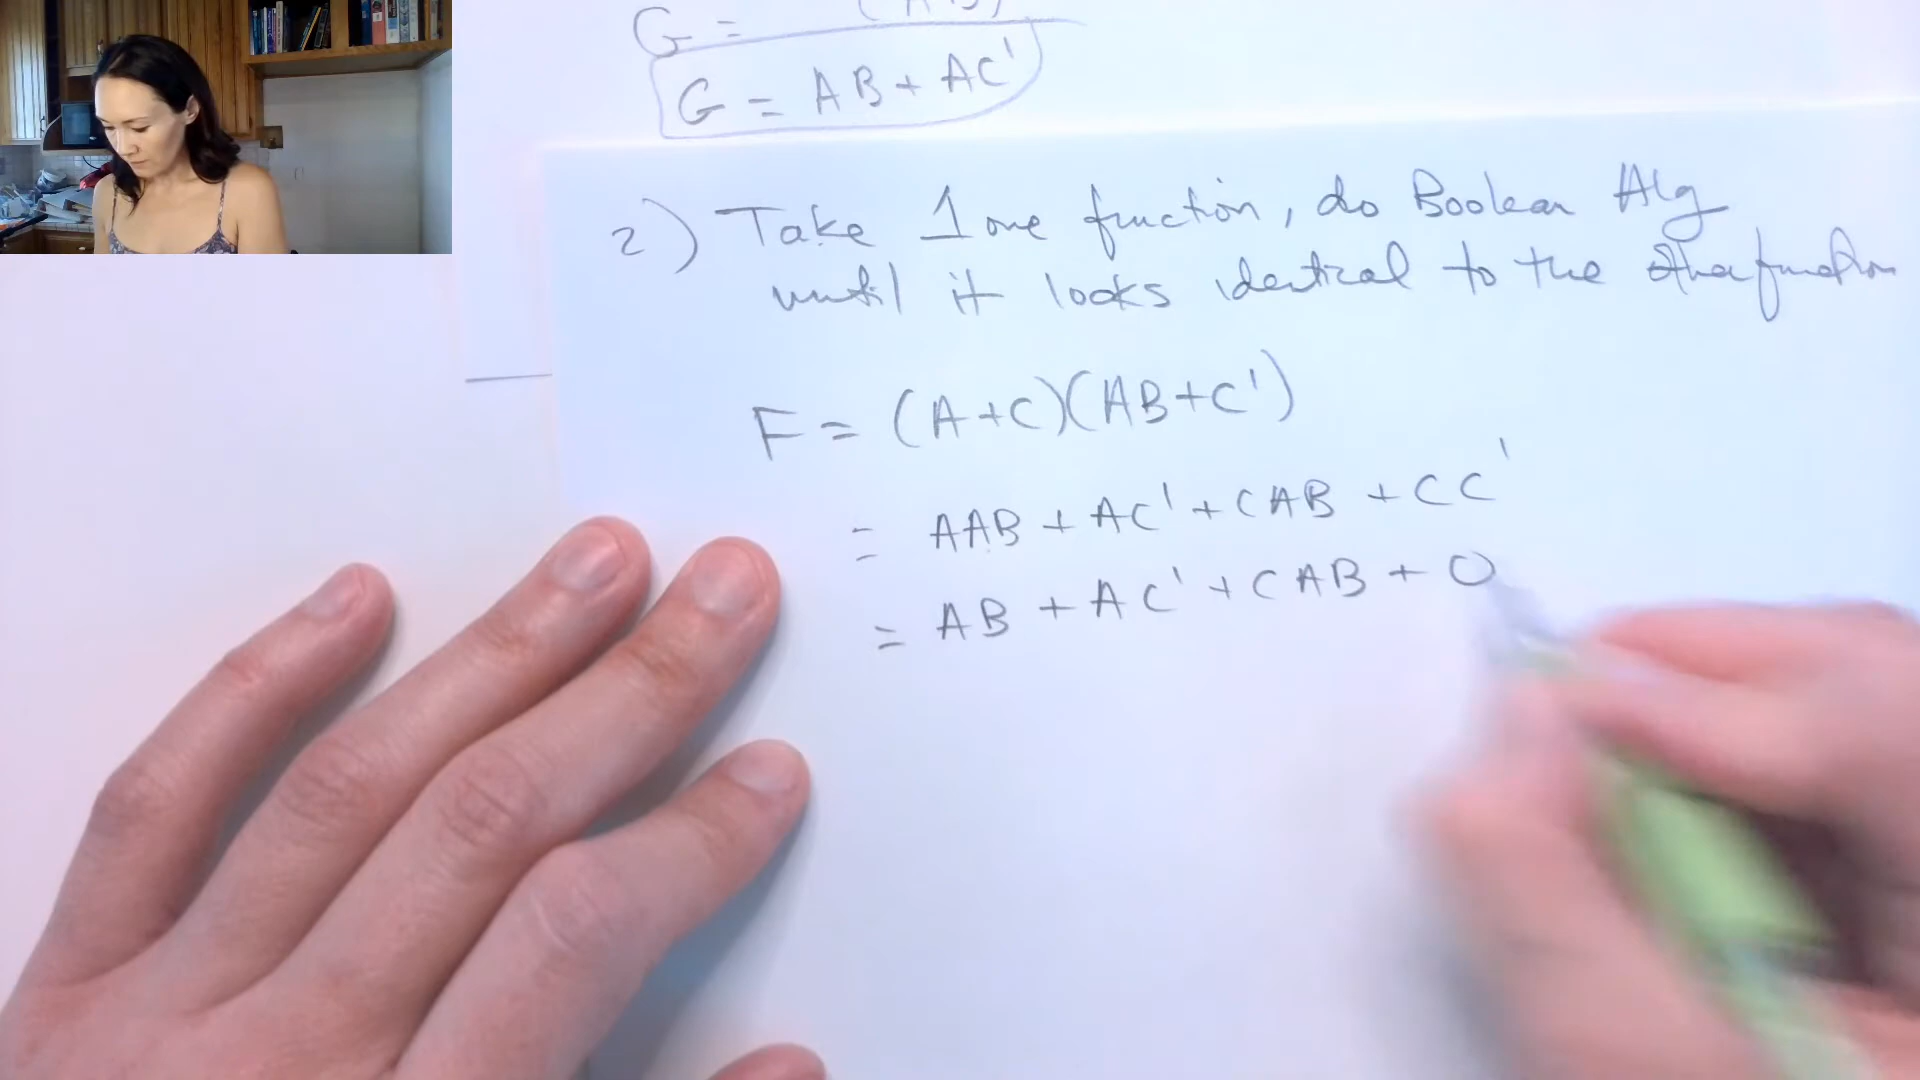 G =
G = AB + AC'
2) Take 1 one function, do Boolean Alg
until it looks identical to the other function
F = (A+C)(AB+C')
= AAB + AC' + CAB + CC'
= AB + AC' + CAB + 0